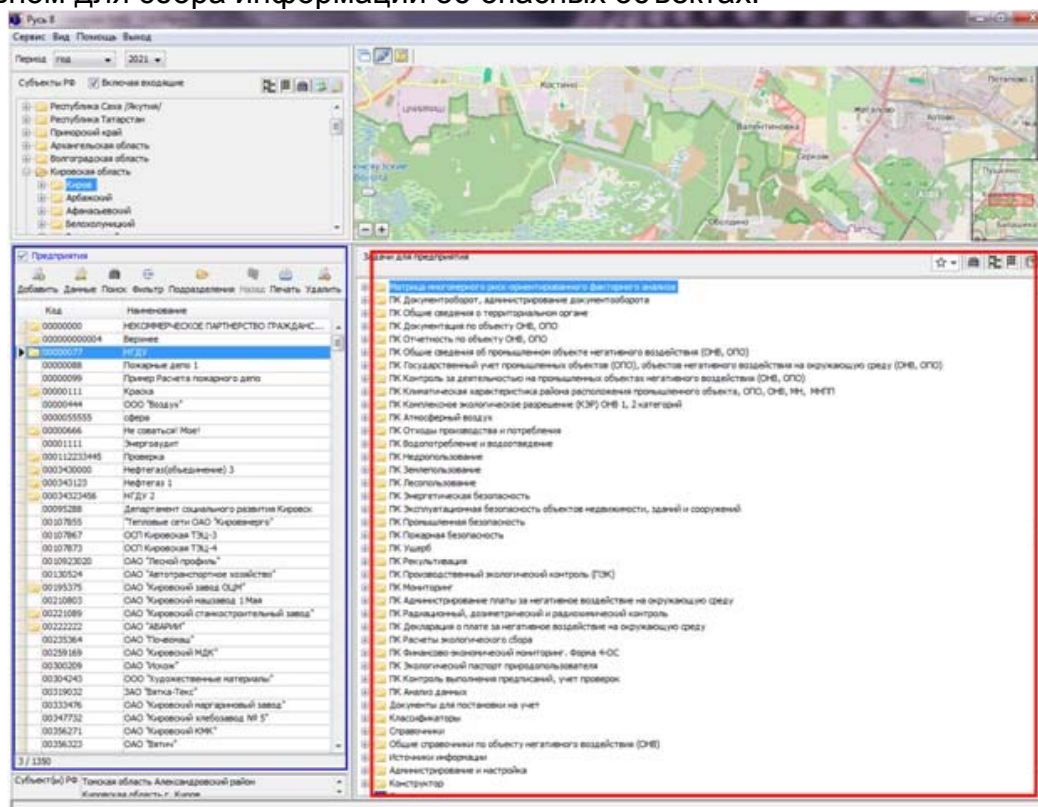 для сбора информации об опасных объектах.
Русь 8
Сервис Вид Помощь Выход
Период год 2021
Субъекты РФ Включая входящие
Республика Саха /Якутия/
Республика Татарстан
Приморский край
Архангельская область
Волгоградская область
Кировская область
Киров
Арбажский
Афанасьевский
Белохолуницкий
Костино
Валентиновка
Оболдино
Предприятия
Добавить Данные Поиск Фильтр Подразделения Назад Печать Удалить
Код Наименование
00000000 НЕКОММЕРЧЕСКОЕ ПАРТНЕРСТВО ГРАЖДАНС...
000000000004 Верхнее
00000077 НГДУ
00000088 Пожарные депо 1
00000099 Пример Расчета пожарного депо
00000111 Краска
00000444 ООО "Воздух"
0000055555 сфера
00000666 Не соваться! Мое!
00001111 Энергоаудит
000112233445 Проверка
0003430000 Нефтегаз(объединение) 3
000343123 Нефтегаз 1
00034323456 НГДУ 2
00095288 Департамент социального развития Кировск
00107855 "Тепловые сети ОАО "Кировэнерго"
00107867 ОСП Кировская ТЭЦ-3
00107873 ОСП Кировская ТЭЦ-4
0010923020 ОАО "Лесной профиль"
00130524 ОАО "Автотранспортное хозяйство"
00195375 ОАО "Кировский завод ОЦМ"
00210803 ОАО "Кировский машзавод 1 Мая
00221089 ОАО "Кировский станкостроительный завод"
00222222 ОАО "АВАРИИ"
00235364 ОАО "Почвомаш"
00259169 ОАО "Кировский МДК"
00300209 ОАО "Искож"
00304243 ООО "Художественные материалы"
00319032 ЗАО "Вятка-Текс"
00333476 ОАО "Кировский маргариновый завод"
00347732 ОАО "Кировский хлебозавод № 5"
00356271 ОАО "Кировский КМК"
00356323 ОАО "Вятич"
3 / 1350
Субъект(ы) РФ Томская область Александровский район
Кировская область г. Киров
Задачи для предприятия
Матрица многомерного риск-ориентированного факторного анализа
ПК Документооборот, администрирование документооборота
ПК Общие сведения о территориальном органе
ПК Документация по объекту ОНВ, ОПО
ПК Отчетность по объекту ОНВ, ОПО
ПК Общие сведения об промышленном объекте негативного воздействия (ОНВ, ОПО)
ПК Государственный учет промышленных объектов (ОПО), объектов негативного воздействия на окружающую среду (ОНВ, ОПО)
ПК Контроль за деятельностью на промышленных объектах негативного воздействия (ОНВ, ОПО)
ПК Климатическая характеристика района расположения промышленного объекта, ОПО, ОНВ, МН, МНПП
ПК Комплексное экологическое разрешение (КЭР) ОНВ 1, 2 категорий
ПК Атмосферный воздух
ПК Отходы производства и потребления
ПК Водопотребление и водоотведение
ПК Недропользование
ПК Землепользование
ПК Лесопользование
ПК Энергетическая безопасность
ПК Эксплуатационная безопасность объектов недвижимости, зданий и сооружений
ПК Промышленная безопасность
ПК Пожарная безопасность
ПК Ущерб
ПК Рекультивация
ПК Производственный экологический контроль (ПЭК)
ПК Мониторинг
ПК Администрирование платы за негативное воздействие на окружающую среду
ПК Радиационный, дозиметрический и радиохимический контроль
ПК Декларация о плате за негативное воздействие на окружающую среду
ПК Расчеты экологического сбора
ПК Финансово-экономический мониторинг. Форма 4-ОС
ПК Экологический паспорт природопользователя
ПК Контроль выполнения предписаний, учет проверок
ПК Анализ данных
Документы для постановки на учет
Классификаторы
Справочники
Общие справочники по объекту негативного воздействия (ОНВ)
Источники информации
Администрирование и настройка
Конструктор